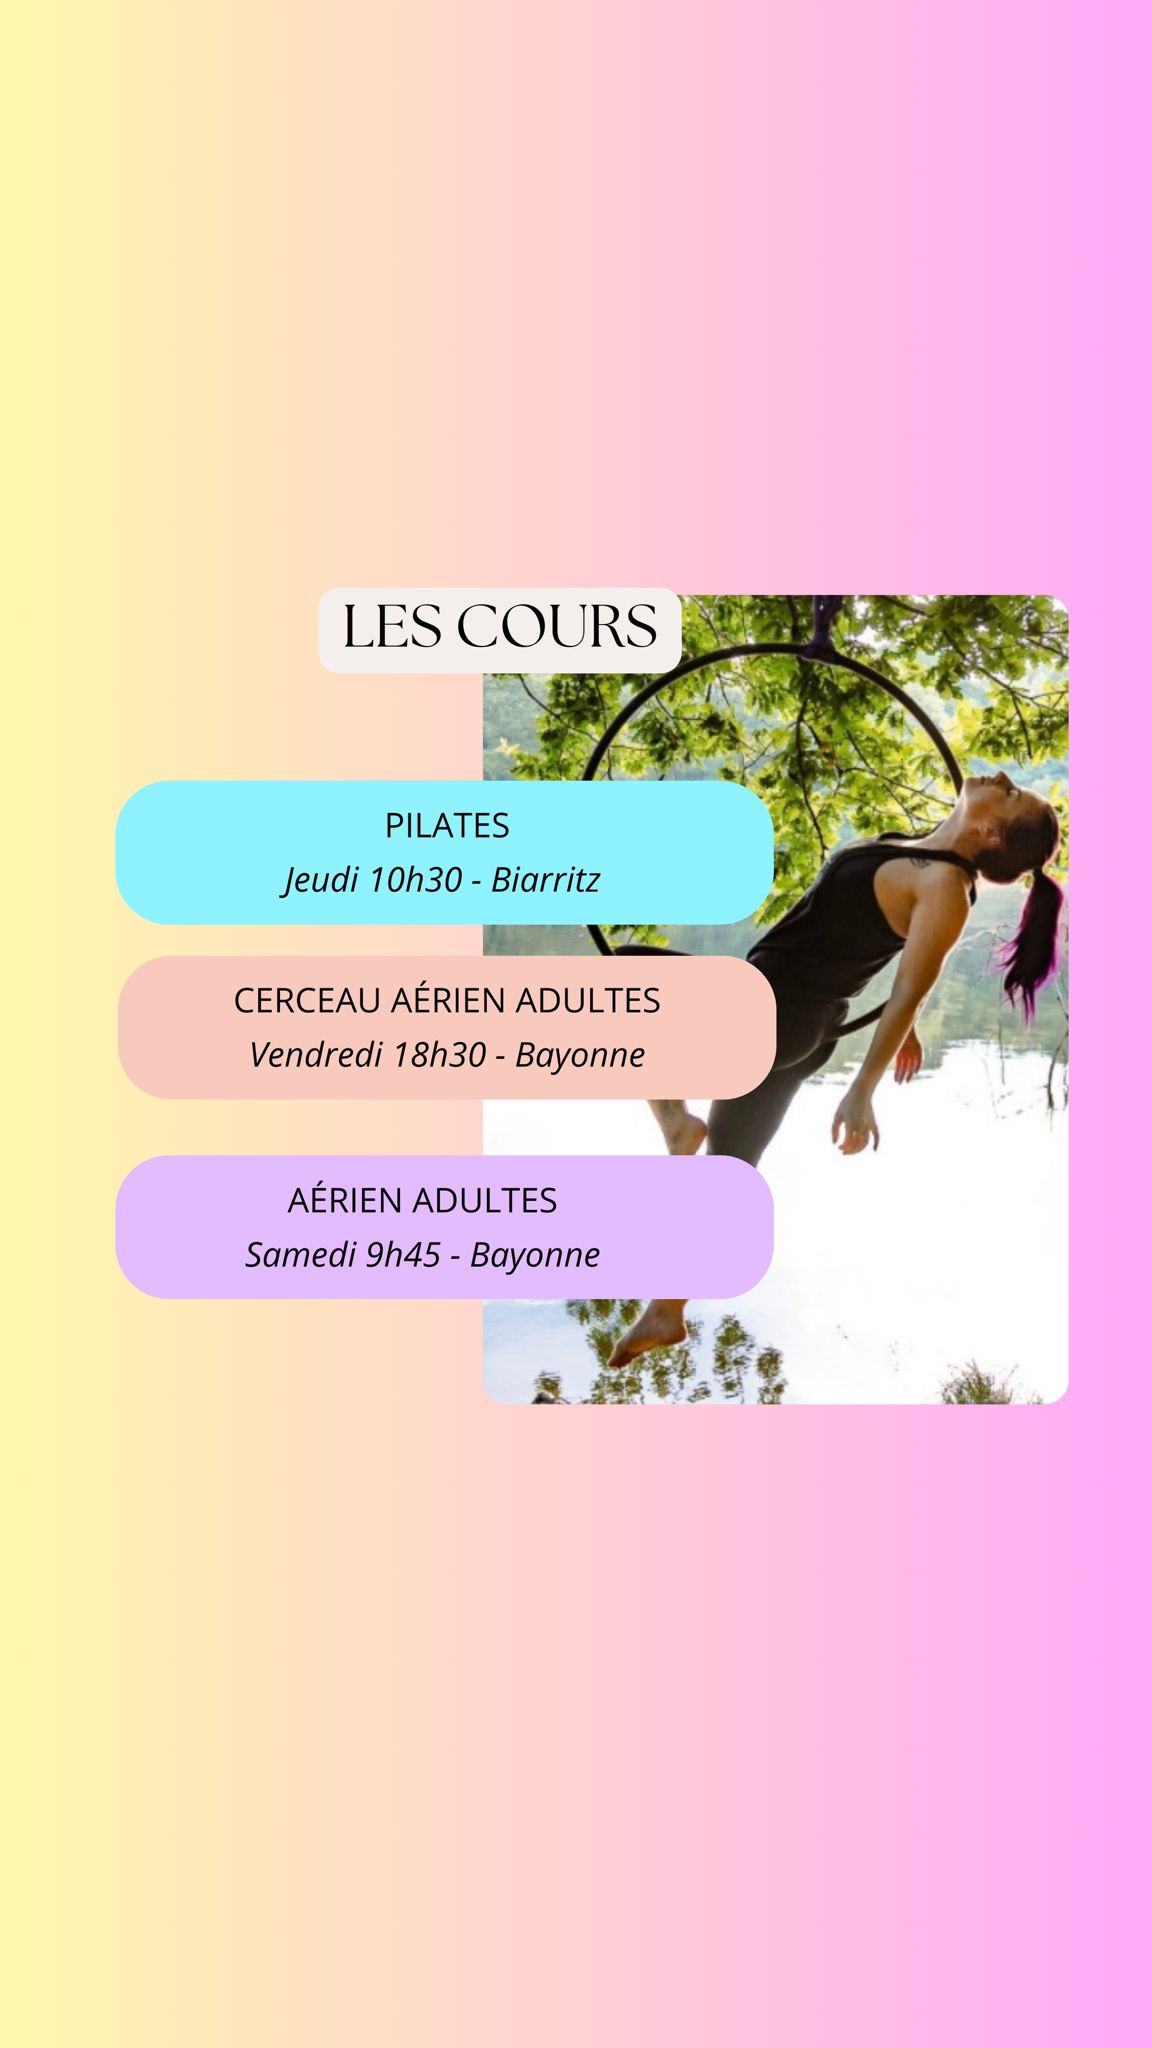 LES COURS
PILATES
Jeudi 10h30 - Biarritz
CERCEAU AÉRIEN ADULTES
Vendredi 18h30 - Bayonne
AÉRIEN ADULTES
Samedi 9h45 - Bayonne